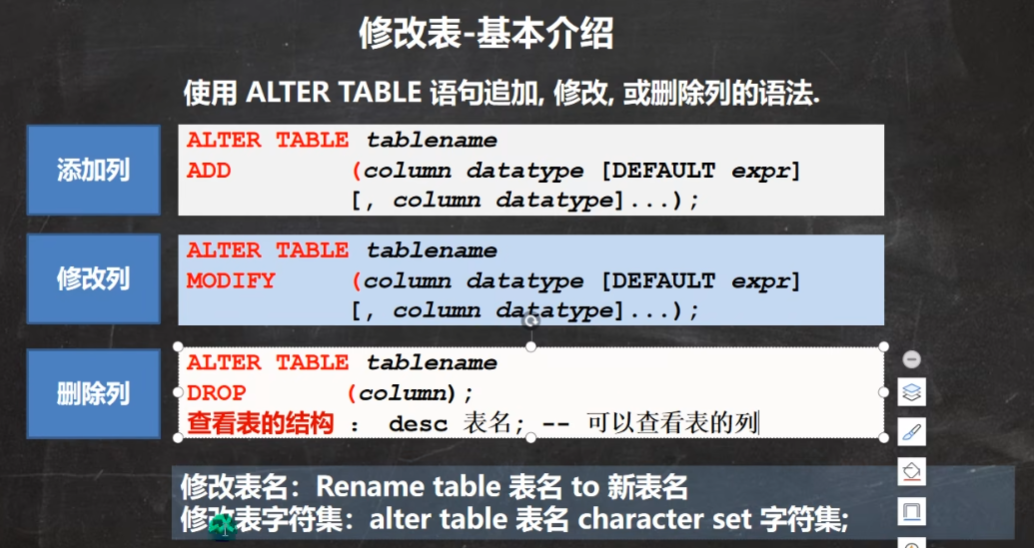 修改表-基本介绍
使用 ALTER TABLE 语句追加, 修改, 或删除列的语法.
添加列
ALTER TABLE tablename
ADD (column datatype [DEFAULT expr]
[, column datatype]...);
修改列
ALTER TABLE tablename
MODIFY (column datatype [DEFAULT expr]
[, column datatype]...);
删除列
ALTER TABLE tablename
DROP (column);
查看表的结构 : desc 表名; -- 可以查看表的列
修改表名：Rename table 表名 to 新表名
修改表字符集：alter table 表名 character set 字符集;